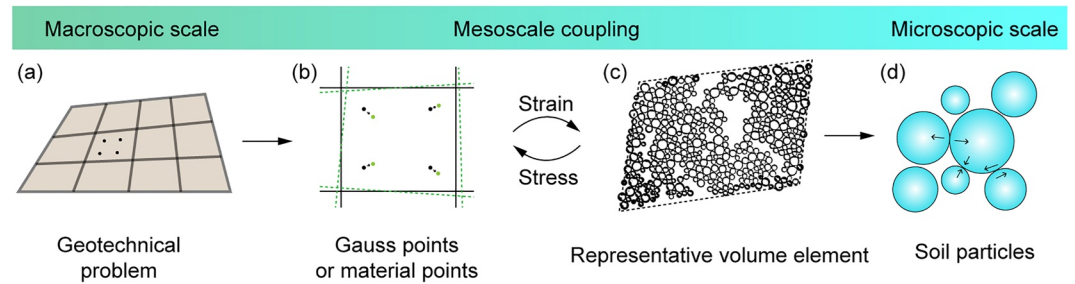 Macroscopic scale
Mesoscale coupling
Microscopic scale
(a)
(b)
(c)
(d)
Strain
Stress
Geotechnical
problem
Gauss points
or material points
Representative volume element
Soil particles